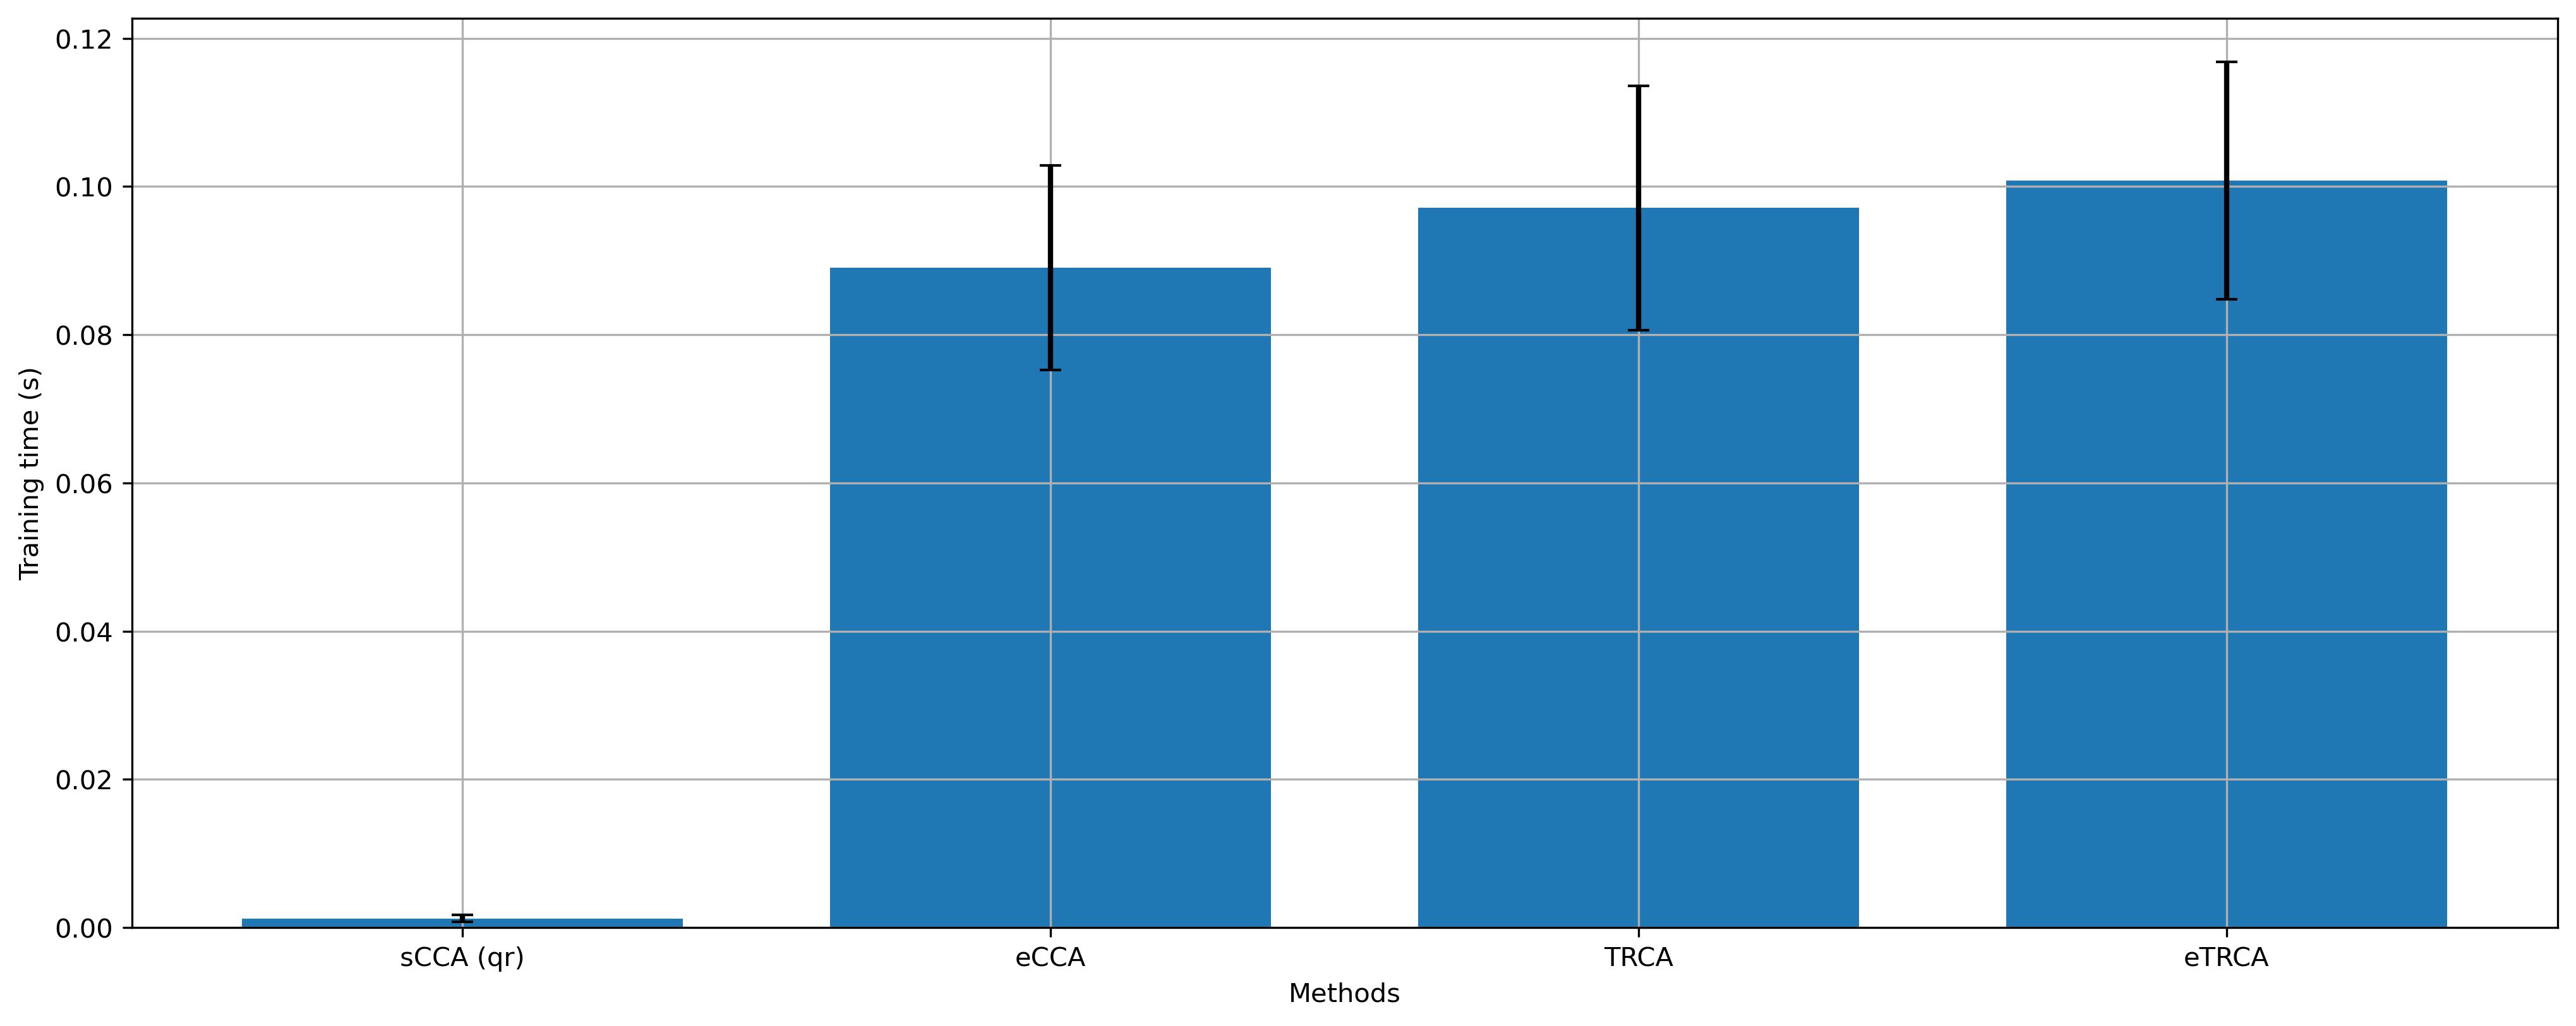 0.12
0.10
0.08
0.06
0.04
0.02
0.00
Training time (s)
sCCA (qr)
eCCA
TRCA
eTRCA
Methods